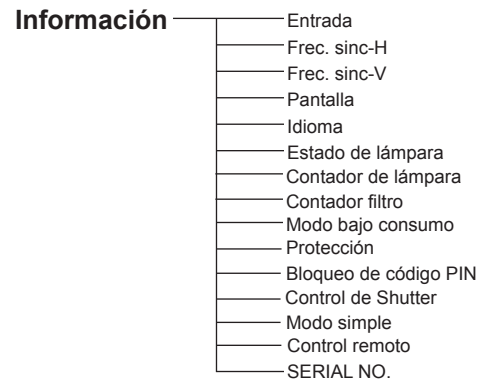 Información
Entrada
Frec. sinc-H
Frec. sinc-V
Pantalla
Idioma
Estado de lámpara
Contador de lámpara
Contador filtro
Modo bajo consumo
Protección
Bloqueo de código PIN
Control de Shutter
Modo simple
Control remoto
SERIAL NO.